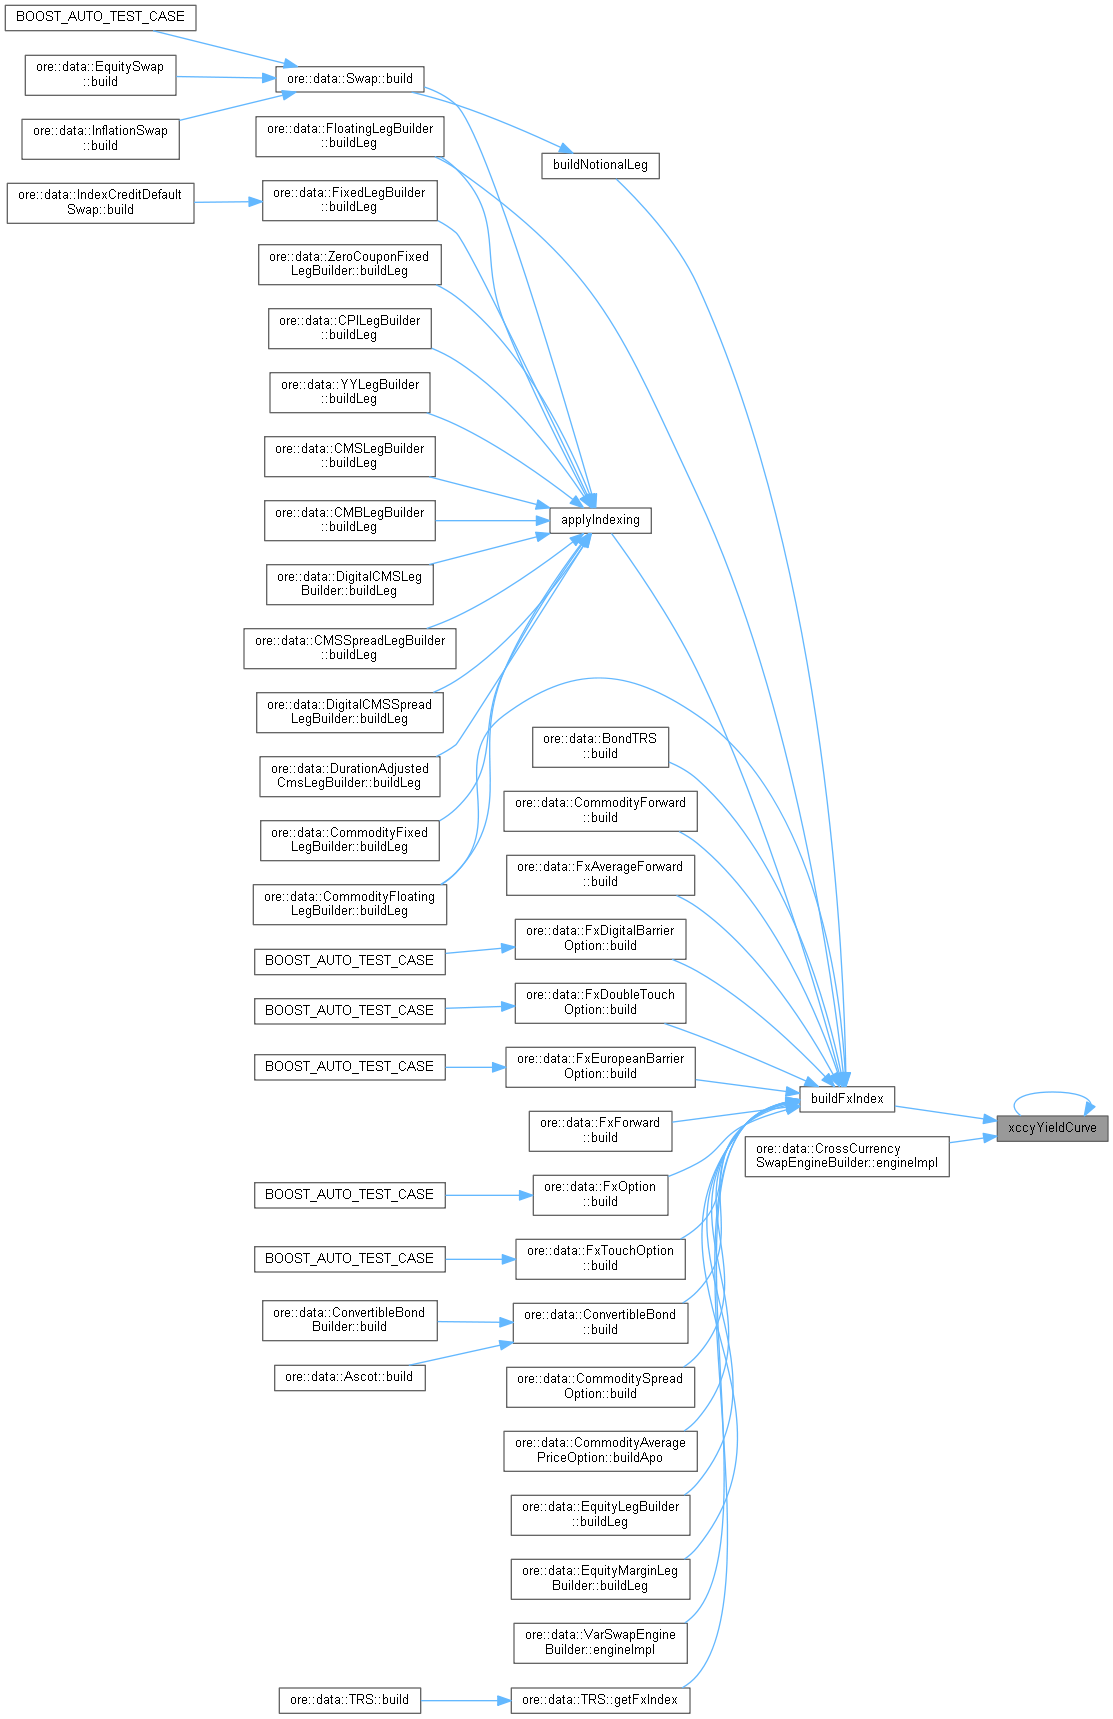 BOOST_AUTO_TEST_CASE
ore::data::EquitySwap
::build
ore::data::Swap::build
ore::data::InflationSwap
::build
ore::data::FloatingLegBuilder
::buildLeg
buildNotionalLeg
ore::data::IndexCreditDefault
Swap::build
ore::data::FixedLegBuilder
::buildLeg
ore::data::ZeroCouponFixed
LegBuilder::buildLeg
ore::data::CPILegBuilder
::buildLeg
ore::data::YYLegBuilder
::buildLeg
ore::data::CMSLegBuilder
::buildLeg
ore::data::CMBLegBuilder
::buildLeg
applyIndexing
ore::data::DigitalCMSLeg
Builder::buildLeg
ore::data::CMSSpreadLegBuilder
::buildLeg
ore::data::DigitalCMSSpread
LegBuilder::buildLeg
ore::data::BondTRS
::build
ore::data::DurationAdjusted
CmsLegBuilder::buildLeg
ore::data::CommodityForward
::build
ore::data::CommodityFixed
LegBuilder::buildLeg
ore::data::FxAverageForward
::build
ore::data::CommodityFloating
LegBuilder::buildLeg
ore::data::FxDigitalBarrier
Option::build
BOOST_AUTO_TEST_CASE
ore::data::FxDoubleTouch
Option::build
BOOST_AUTO_TEST_CASE
ore::data::FxEuropeanBarrier
Option::build
BOOST_AUTO_TEST_CASE
buildFxIndex
xccyYieldCurve
ore::data::FxForward
::build
ore::data::CrossCurrency
SwapEngineBuilder::engineImpl
ore::data::FxOption
::build
BOOST_AUTO_TEST_CASE
ore::data::FxTouchOption
::build
BOOST_AUTO_TEST_CASE
ore::data::ConvertibleBond
Builder::build
ore::data::ConvertibleBond
::build
ore::data::Ascot::build
ore::data::CommoditySpread
Option::build
ore::data::CommodityAverage
PriceOption::buildApo
ore::data::EquityLegBuilder
::buildLeg
ore::data::EquityMarginLeg
Builder::buildLeg
ore::data::VarSwapEngine
Builder::engineImpl
ore::data::TRS::build
ore::data::TRS::getFxIndex